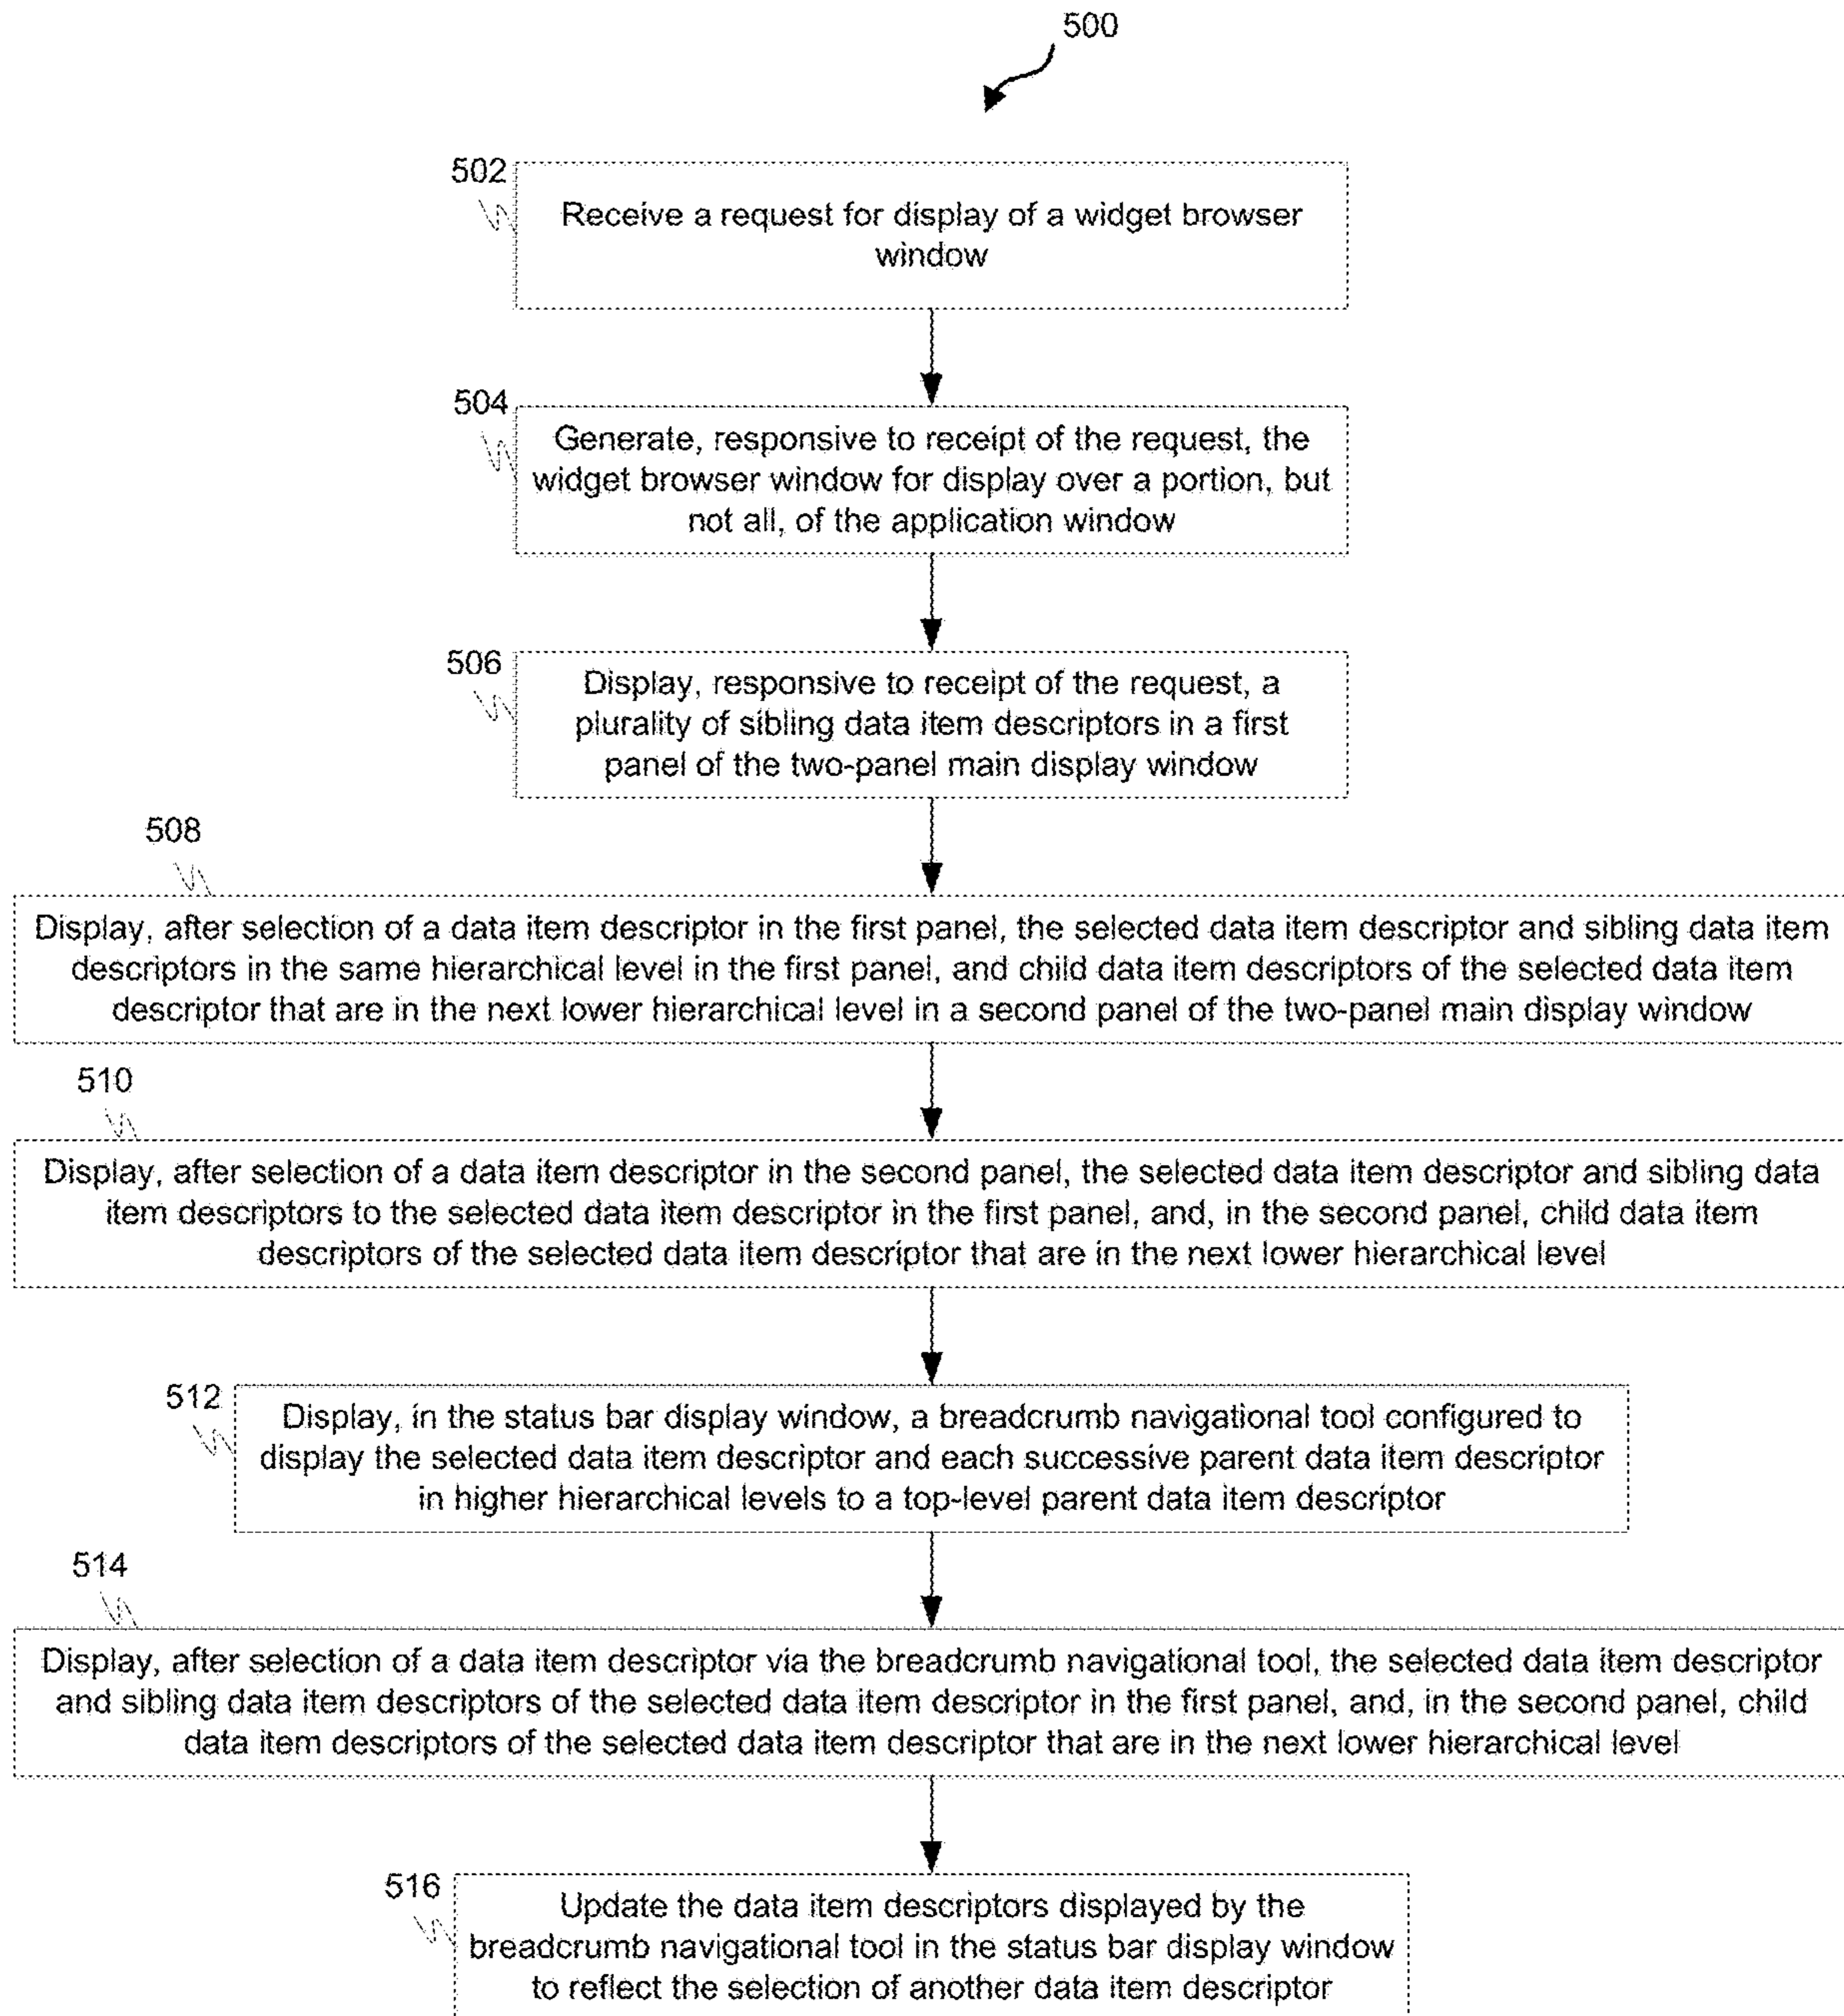 500
502
Receive a request for display of a widget browser
window
504
Generate, responsive to receipt of the request, the
widget browser window for display over a portion, but
not all, of the application window
506
Display, responsive to receipt of the request, a
plurality of sibling data item descriptors in a first
panel of the two-panel main display window
508
Display, after selection of a data item descriptor in the first panel, the selected data item descriptor and sibling data item
descriptors in the same hierarchical level in the first panel, and child data item descriptors of the selected data item
descriptor that are in the next lower hierarchical level in a second panel of the two-panel main display window
510
Display, after selection of a data item descriptor in the second panel, the selected data item descriptor and sibling data
item descriptors to the selected data item descriptor in the first panel, and, in the second panel, child data item
descriptors of the selected data item descriptor that are in the next lower hierarchical level
512
Display, in the status bar display window, a breadcrumb navigational tool configured to
display the selected data item descriptor and each successive parent data item descriptor
in higher hierarchical levels to a top-level parent data item descriptor
514
Display, after selection of a data item descriptor via the breadcrumb navigational tool, the selected data item descriptor
and sibling data item descriptors of the selected data item descriptor in the first panel, and, in the second panel, child
data item descriptors of the selected data item descriptor that are in the next lower hierarchical level
516
Update the data item descriptors displayed by the
breadcrumb navigational tool in the status bar display window
to reflect the selection of another data item descriptor